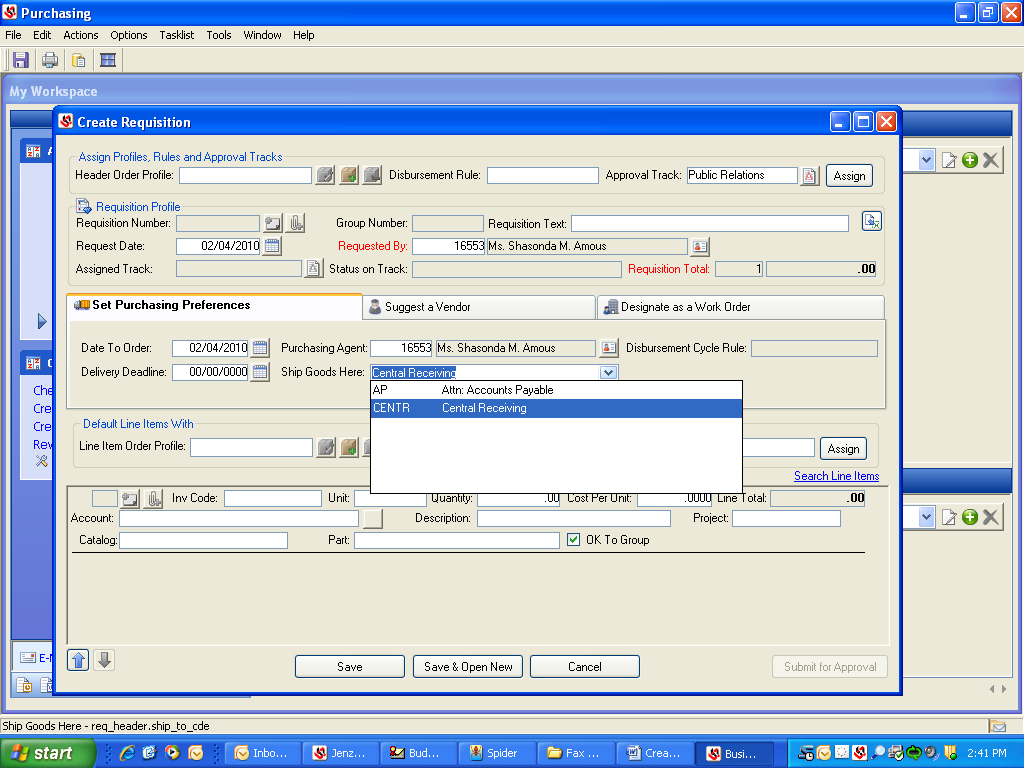 Purchasing
File Edit Actions Options Tasklist Tools Window Help
My Workspace
Create Requisition
Assign Profiles, Rules and Approval Tracks
Header Order Profile: Disbursement Rule: Approval Track: Public Relations Assign
Requisition Profile
Requisition Number: Group Number: Requisition Text:
Request Date: 02/04/2010 Requested By: 16553 Ms. Shasonda M. Amous
Assigned Track: Status on Track: Requisition Total: 1 .00
Set Purchasing Preferences Suggest a Vendor Designate as a Work Order
Date To Order: 02/04/2010 Purchasing Agent: 16553 Ms. Shasonda M. Amous Disbursement Cycle Rule:
Delivery Deadline: 00/00/0000 Ship Goods Here: Central Receiving
AP Attn: Accounts Payable
CENTR Central Receiving
Default Line Items With
Line Item Order Profile: Assign
Search Line Items
Inv Code: Unit: Quantity: .00 Cost Per Unit: .0000 Line Total: .00
Account: Description: Project:
Catalog: Part: OK To Group
Che
Cre
Cre
Rev
E-M
Save Save & Open New Cancel Submit for Approval
Ship Goods Here - req_header.ship_to_cde
start Inbo... Jenz... Bud... Spider Fax ... Crea... Busi... 2:41 PM